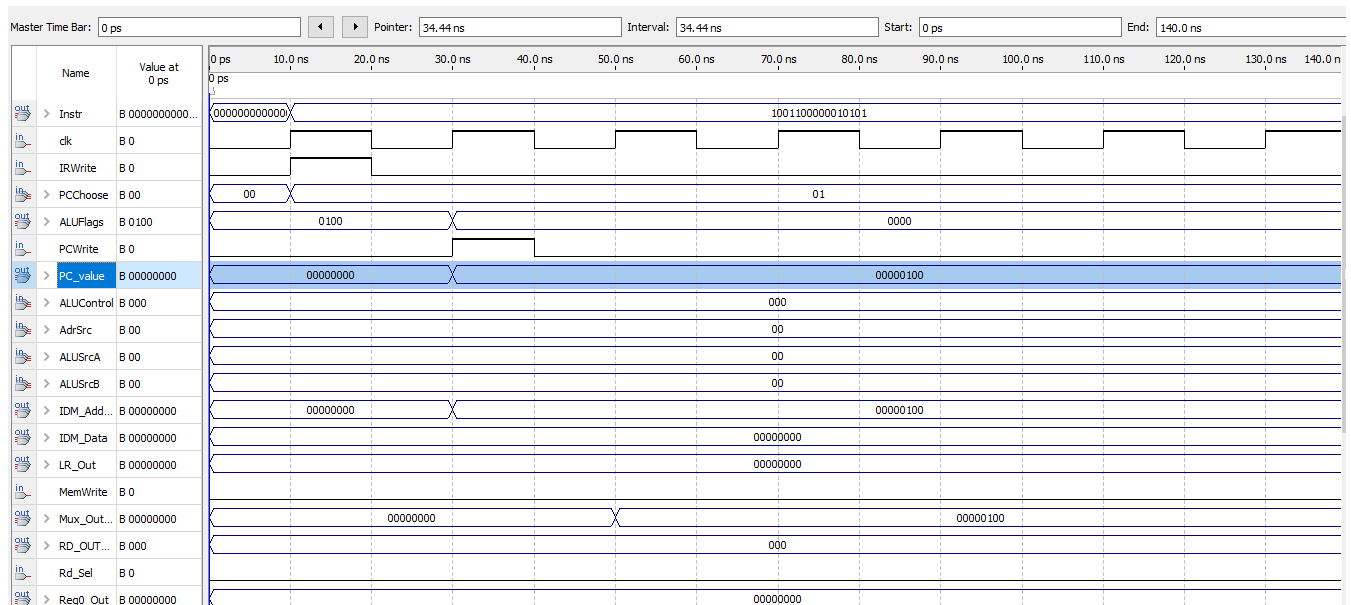 Master Time Bar: 0 ps Pointer: 34.44 ns Interval: 34.44 ns Start: 0 ps End: 140.0 ns
Name Value at 0 ps
0 ps 10.0 ns 20.0 ns 30.0 ns 40.0 ns 50.0 ns 60.0 ns 70.0 ns 80.0 ns 90.0 ns 100.0 ns 110.0 ns 120.0 ns 130.0 ns 140.0 n
0 ps
out Instr B 0000000000... 000000000000 1001100000010101
in clk B 0
in IRWrite B 0
in PCChoose B 00 00 01
out ALUFlags B 0100 0100 0000
in PCWrite B 0
out PC_value B 00000000 00000000 00000100
in ALUControl B 000 000
in AdrSrc B 00 00
in ALUSrcA B 00 00
in ALUSrcB B 00 00
out IDM_Add... B 00000000 00000000 00000100
out IDM_Data B 00000000 00000000
out LR_Out B 00000000 00000000
in MemWrite B 0
out Mux_Out... B 00000000 00000000 00000100
out RD_OUT... B 000 000
in Rd_Sel B 0
out Reg0_Out B 00000000 00000000